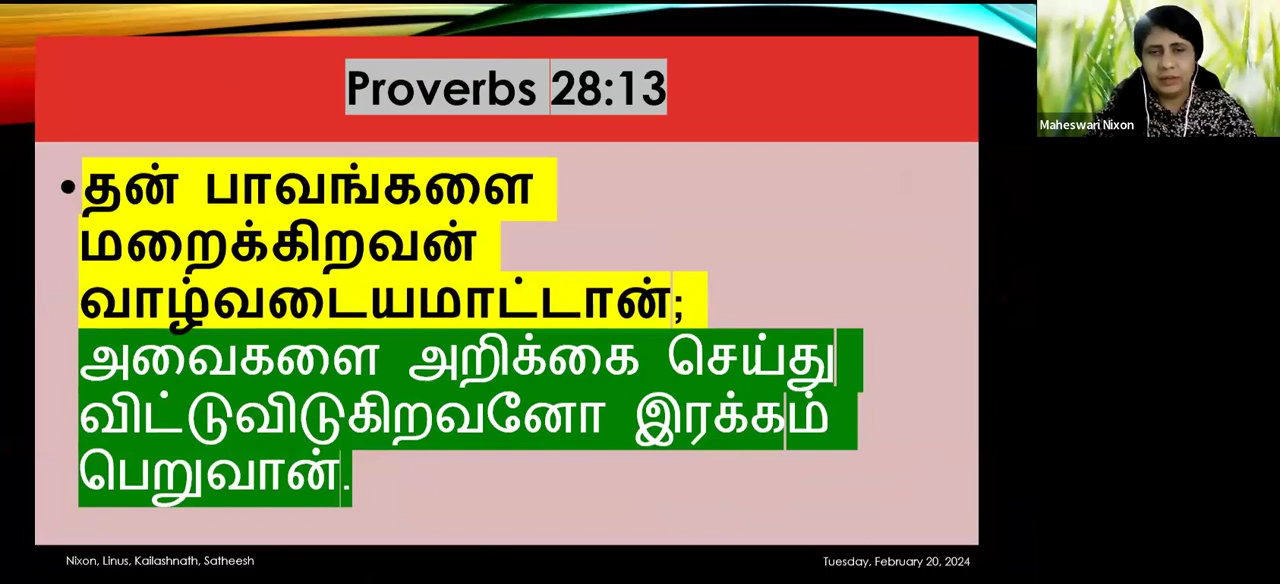 Proverbs 28:13
Maheswari Nixon
•தன் பாவங்களை
மறைக்கிறவன்
வாழ்வடையமாட்டான்;
அவைகளை அறிக்கை செய்து
விட்டுவிடுகிறவனோ இரக்கம்
பெறுவான்.
Nixon, Linus, Kailashnath, Satheesh
Tuesday, February 20, 2024